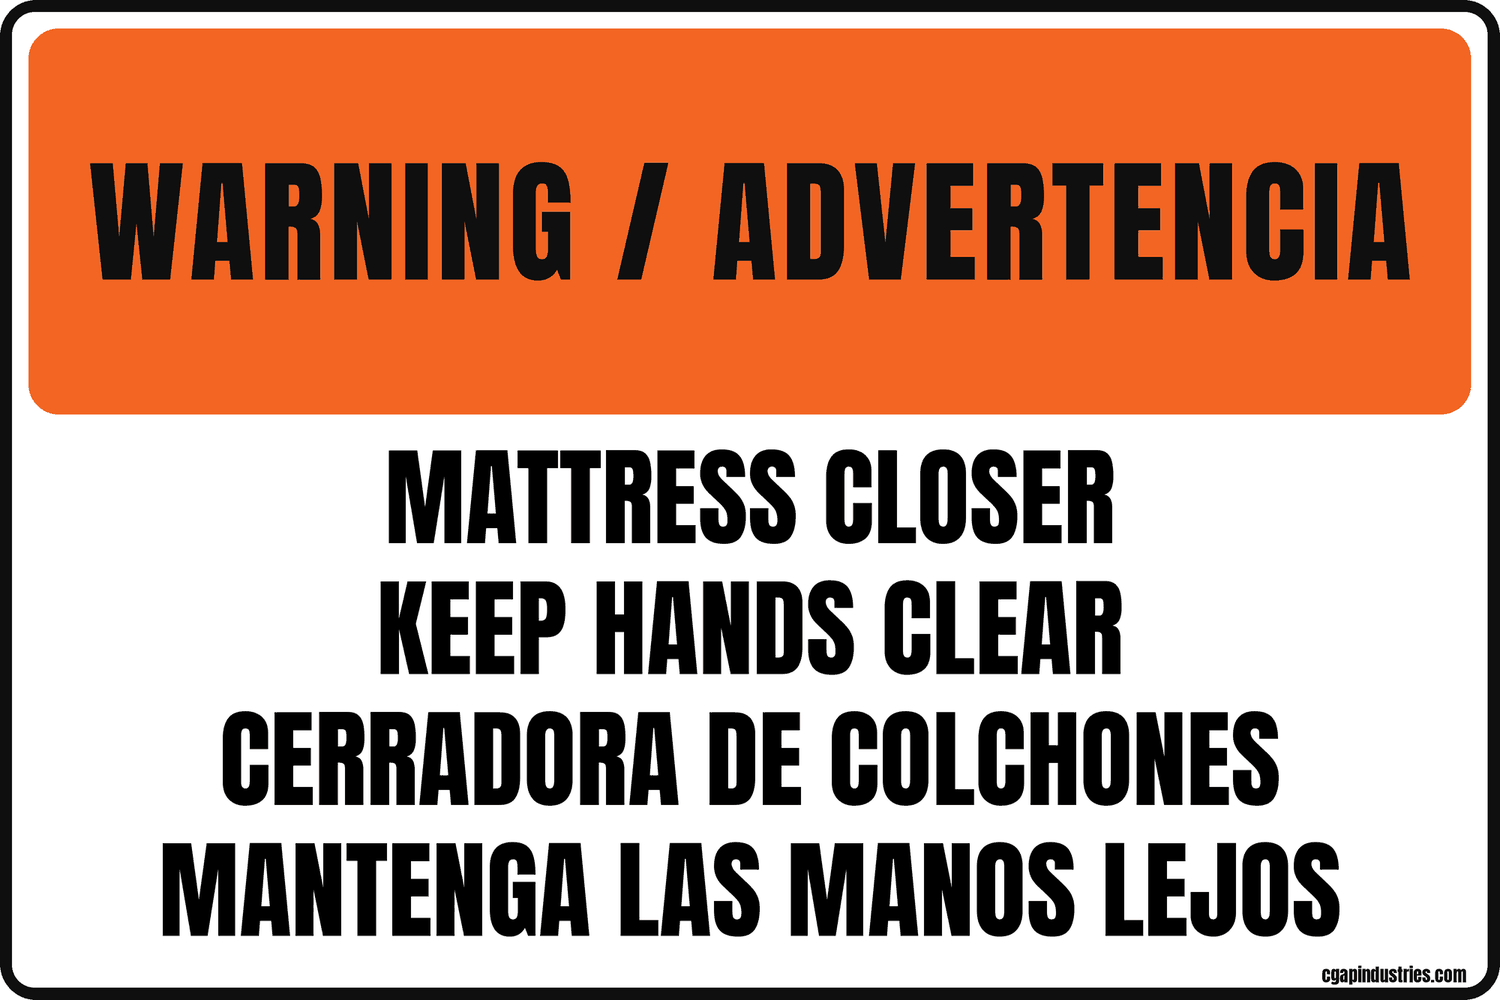 WARNING / ADVERTENCIA
MATTRESS CLOSER
KEEP HANDS CLEAR
CERRADORA DE COLCHONES
MANTENGA LAS MANOS LEJOS
cgapindustries.com